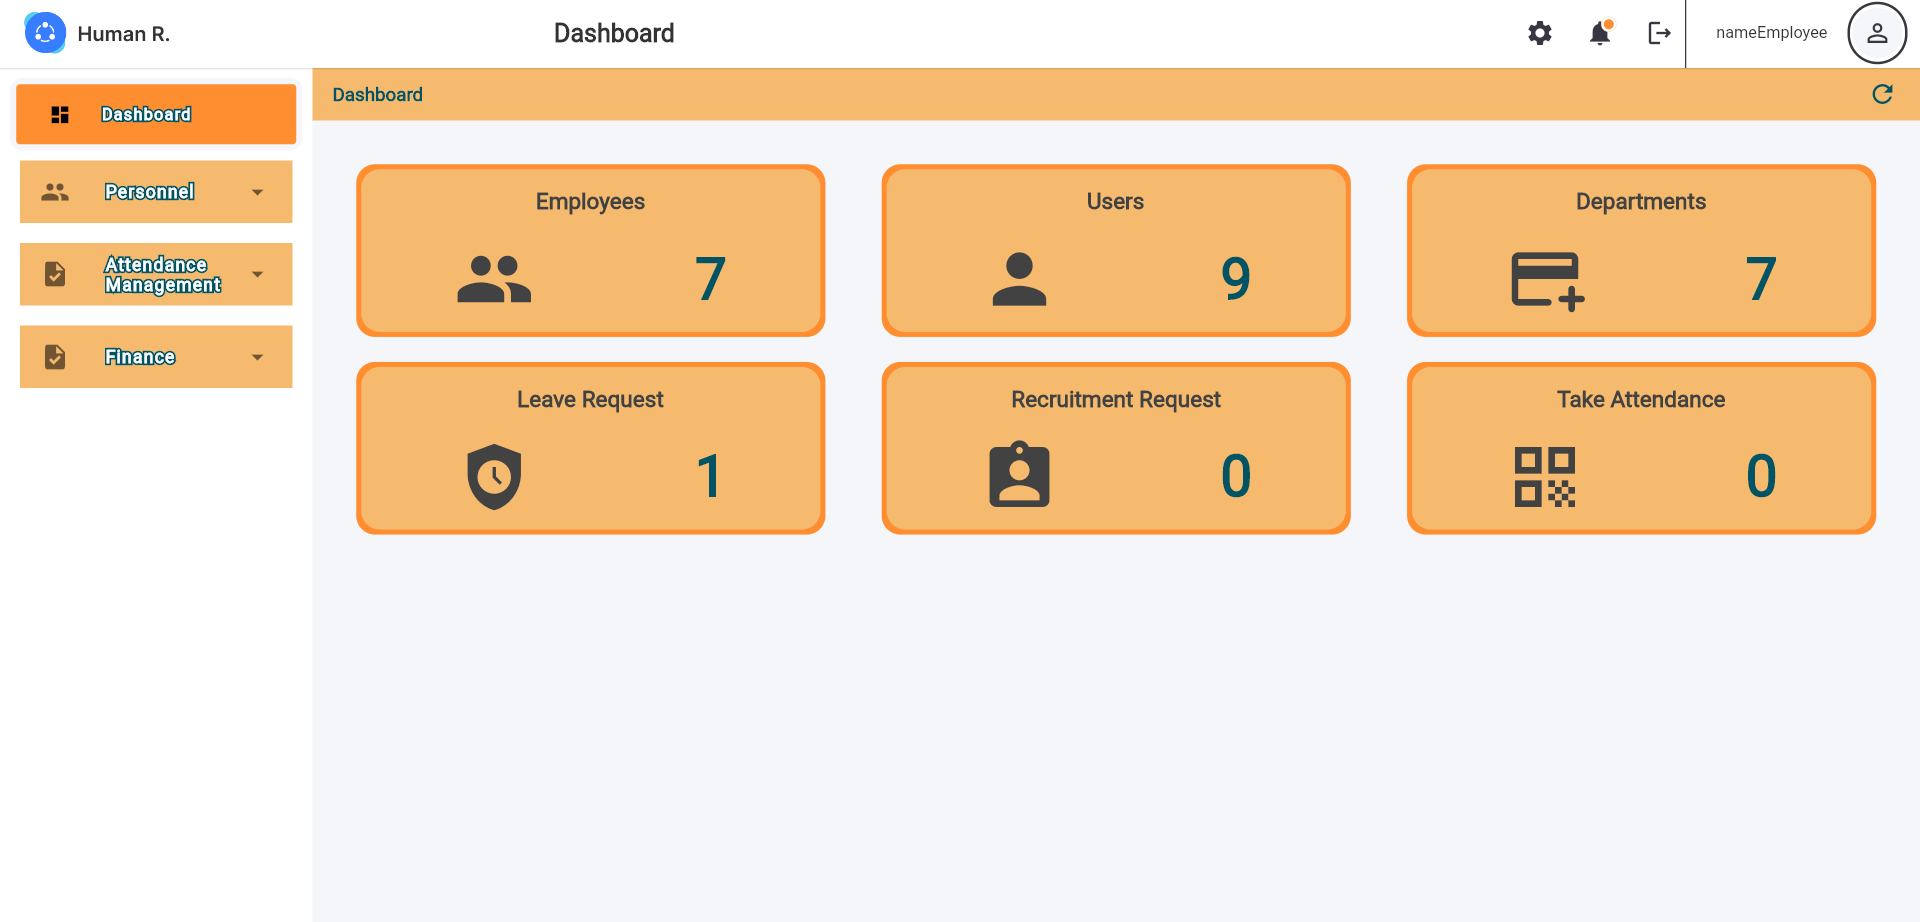 Human R.
Dashboard
nameEmployee
Dashboard
Personnel
Attendance
Management
Finance
Dashboard
Employees
7
Users
9
Departments
7
Leave Request
1
Recruitment Request
0
Take Attendance
0